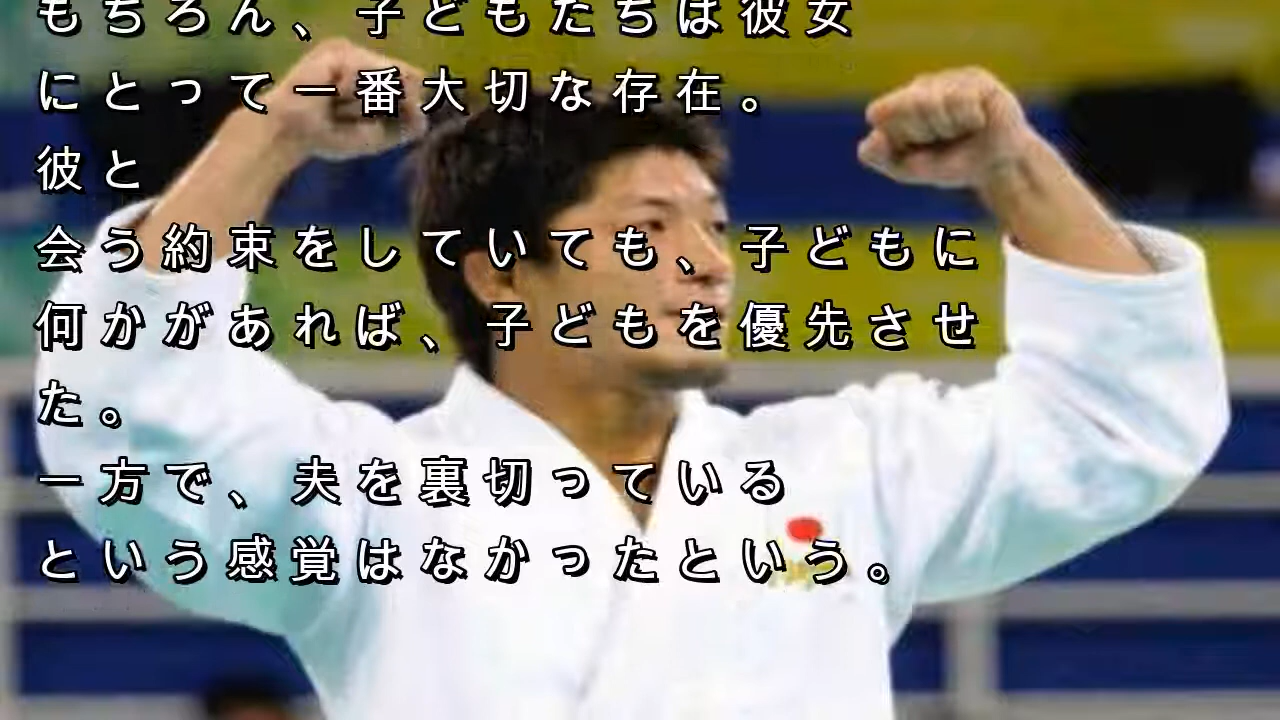 もちろん、子どもたちは彼女
にとって一番大切な存在。
彼と
会う約束をしていても、子どもに
何かがあれば、子どもを優先させ
た。
一方で、夫を裏切っている
という感覚はなかったという。